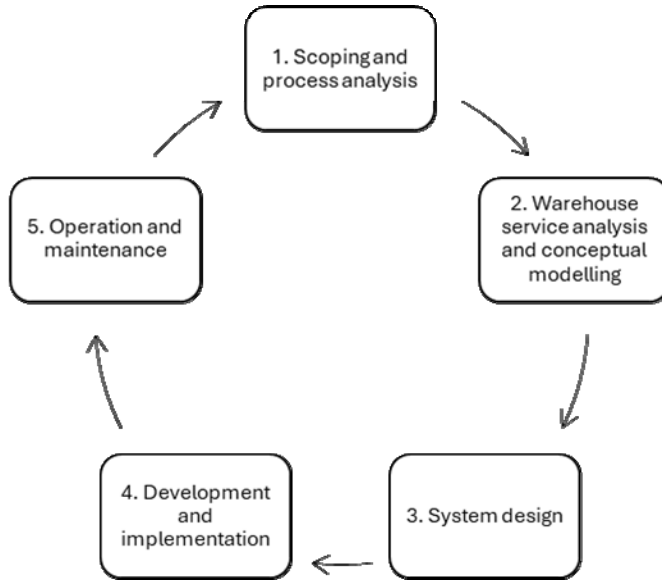 1. Scoping and
process analysis
2. Warehouse
service analysis
and conceptual
modelling
3. System design
4. Development
and
implementation
5. Operation and
maintenance